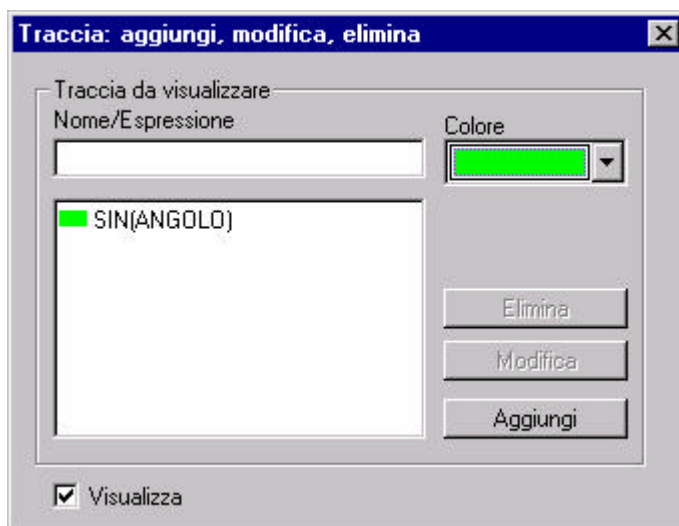 Traccia: aggiungi, modifica, elimina
Traccia da visualizzare
Nome/Espressione
Colore
SIN(ANGOLO)
Elimina
Modifica
Aggiungi
Visualizza